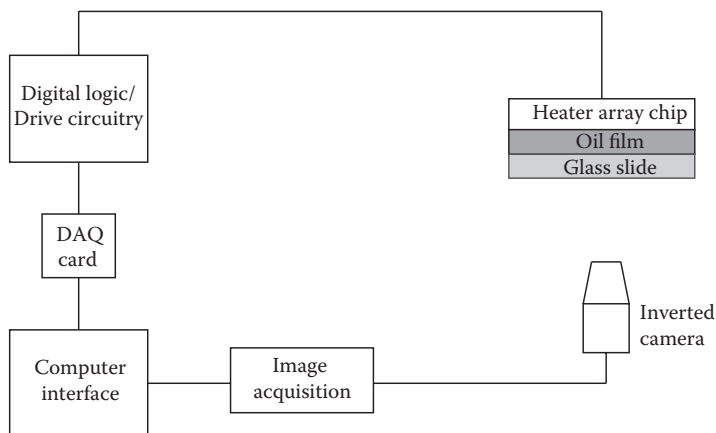 Digital logic/
Drive circuitry
Heater array chip
Oil film
Glass slide
DAQ
card
Inverted
camera
Computer
interface
Image
acquisition